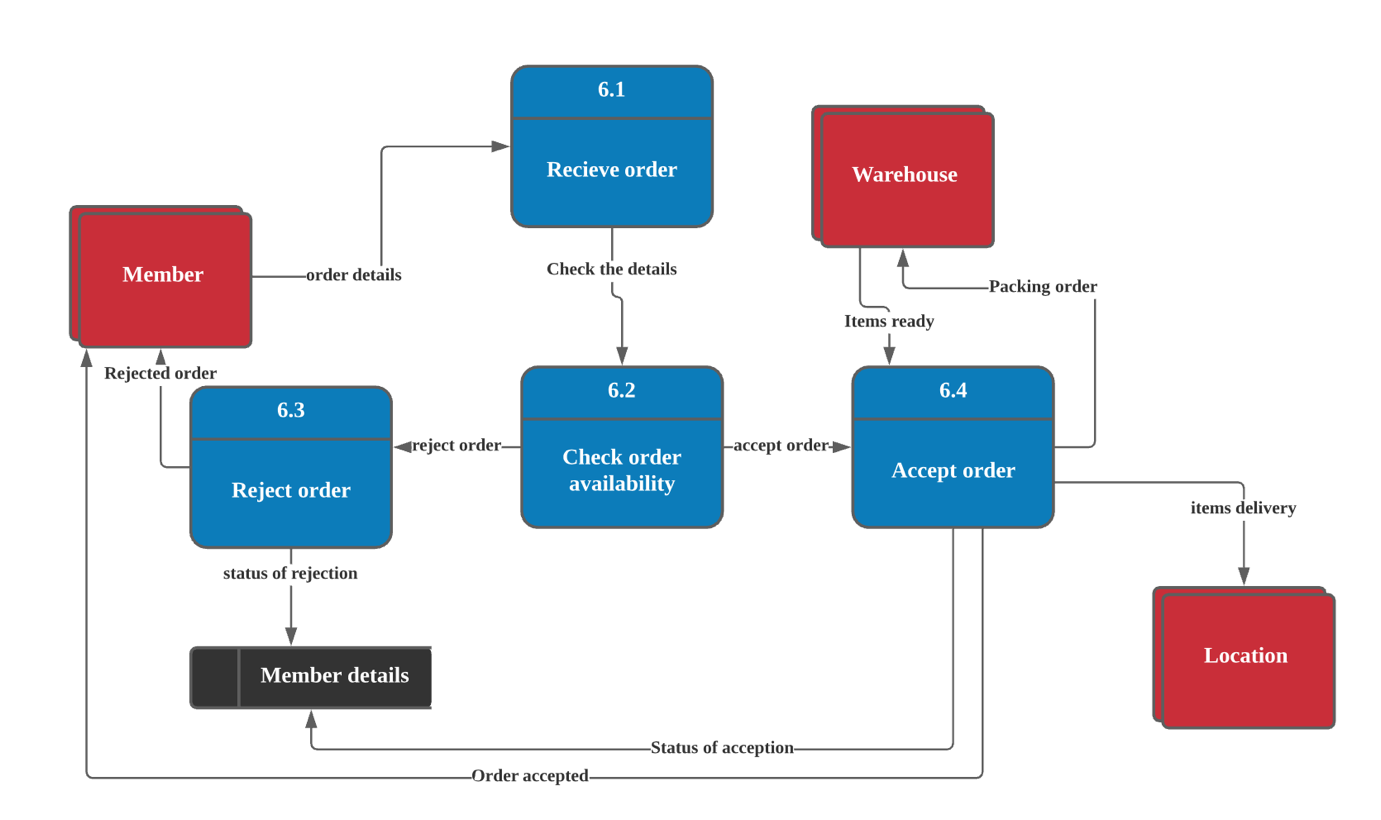 6.1
Recieve order
Warehouse
Member
order details
Check the details
Packing order
Items ready
Rejected order
6.3
Reject order
reject order
6.2
Check order
availability
accept order
6.4
Accept order
items delivery
status of rejection
Member details
Location
Status of acception
Order accepted